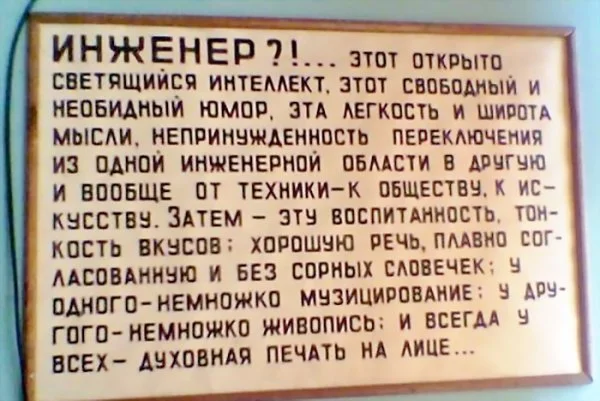 ИНЖЕНЕР?!... ЭТОТ ОТКРЫТО
СВЕТЯЩИЙСЯ ИНТЕЛЛЕКТ, ЭТОТ СВОБОДНЫЙ И
НЕОБИДНЫЙ ЮМОР, ЭТА ЛЕГКОСТЬ И ШИРОТА
МЫСЛИ, НЕПРИНУЖДЕННОСТЬ ПЕРЕКЛЮЧЕНИЯ
ИЗ ОДНОЙ ИНЖЕНЕРНОЙ ОБЛАСТИ В ДРУГУЮ
И ВООБЩЕ ОТ ТЕХНИКИ-К ОБЩЕСТВУ, К ИС-
КУССТВУ. ЗАТЕМ - ЭТУ ВОСПИТАННОСТЬ, ТОН-
КОСТЬ ВКУСОВ; ХОРОШУЮ РЕЧЬ, ПЛАВНО СОГ-
ЛАСОВАННУЮ И БЕЗ СОРНЫХ СЛОВЕЧЕК; У
ОДНОГО-НЕМНОЖКО МУЗИЦИРОВАНИЕ; У ДРУ-
ГОГО-НЕМНОЖКО ЖИВОПИСЬ; И ВСЕГДА У
ВСЕХ- ДУХОВНАЯ ПЕЧАТЬ НА ЛИЦЕ...